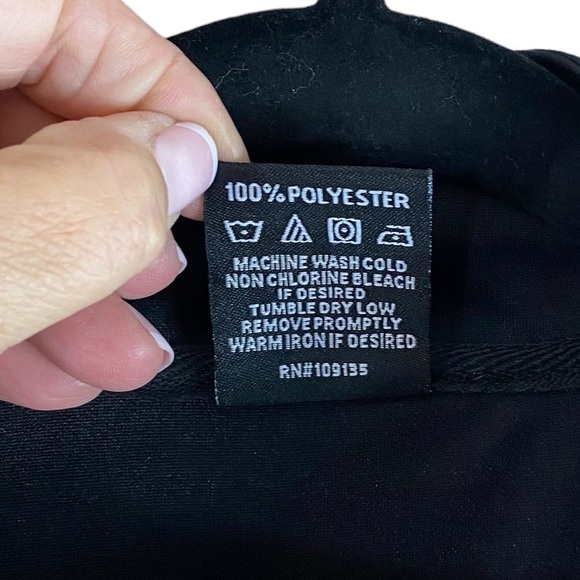 100% POLYESTER
MACHINE WASH COLD
NON CHLORINE BLEACH
IF DESIRED
TUMBLE DRY LOW
REMOVE PROMPTLY
WARM IRON IF DESIRED
RN#109135